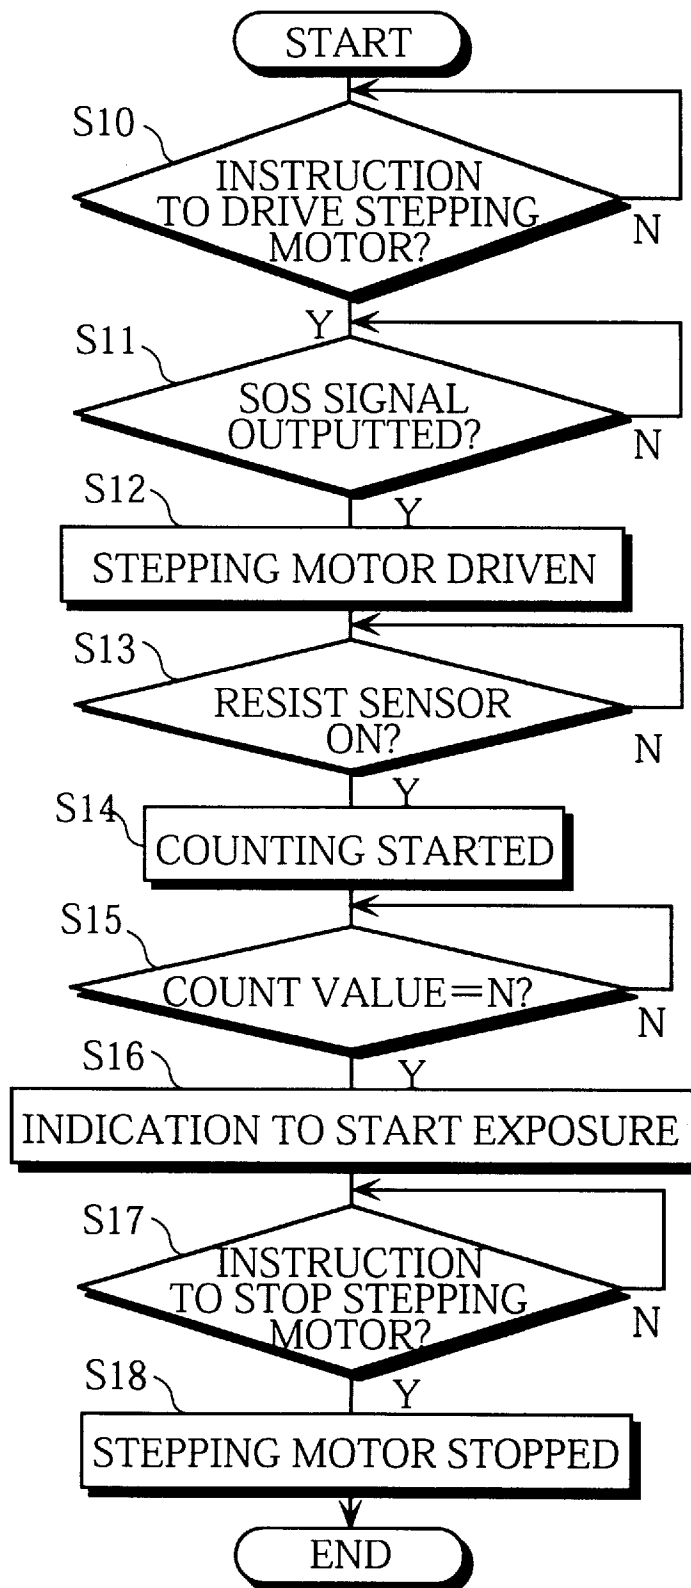 START
S10
INSTRUCTION
TO DRIVE STEPPING
MOTOR?
N
Y
S11
SOS SIGNAL
OUTPUTTED?
N
Y
S12
STEPPING MOTOR DRIVEN
S13
RESIST SENSOR
ON?
N
Y
S14
COUNTING STARTED
S15
COUNT VALUE=N?
N
Y
S16
INDICATION TO START EXPOSURE
S17
INSTRUCTION
TO STOP STEPPING
MOTOR?
N
Y
S18
STEPPING MOTOR STOPPED
END